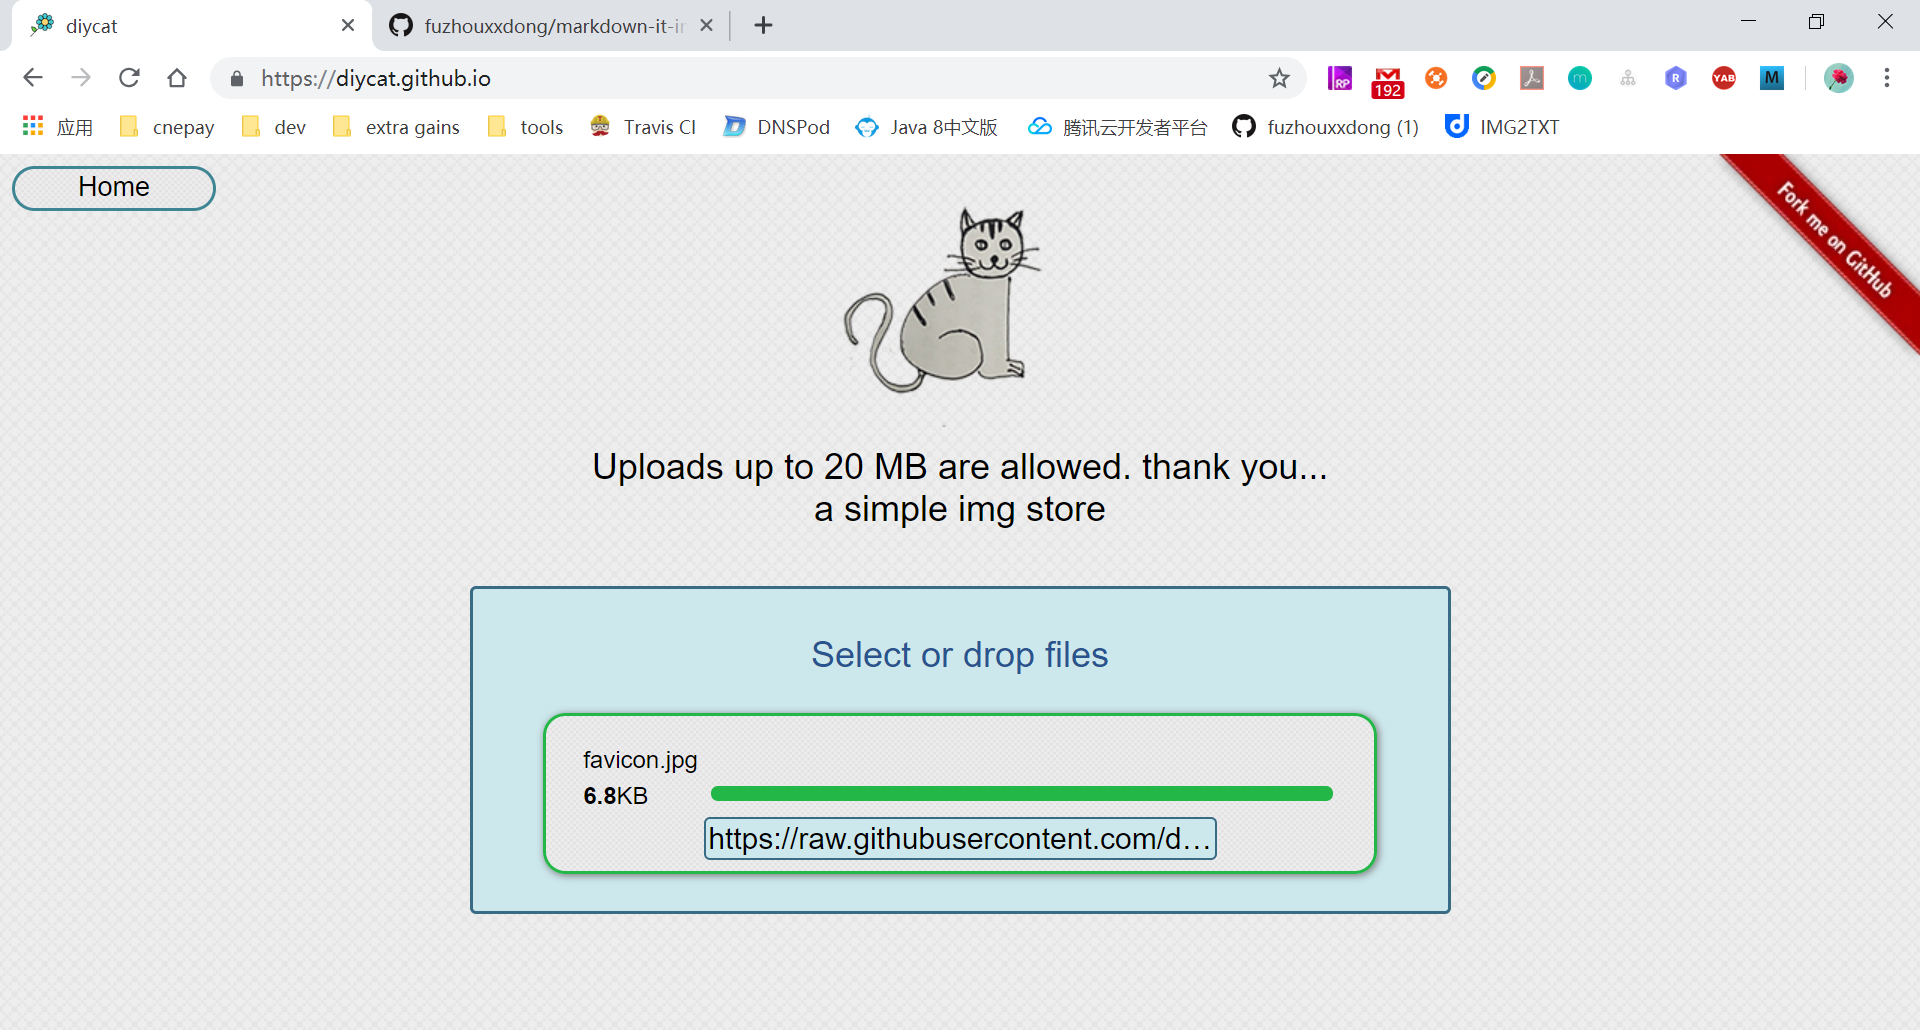 diycat
fuzhouxxdong/markdown-it-i
https://diycat.github.io
RP
192
m
R
YAB
M
应用
cnepay
dev
extra gains
tools
Travis CI
DNSPod
Java 8中文版
腾讯云开发者平台
fuzhouxxdong (1)
IMG2TXT
Home
Fork me on GitHub
Uploads up to 20 MB are allowed. thank you...
a simple img store
Select or drop files
favicon.jpg
6.8KB
https://raw.githubusercontent.com/d...